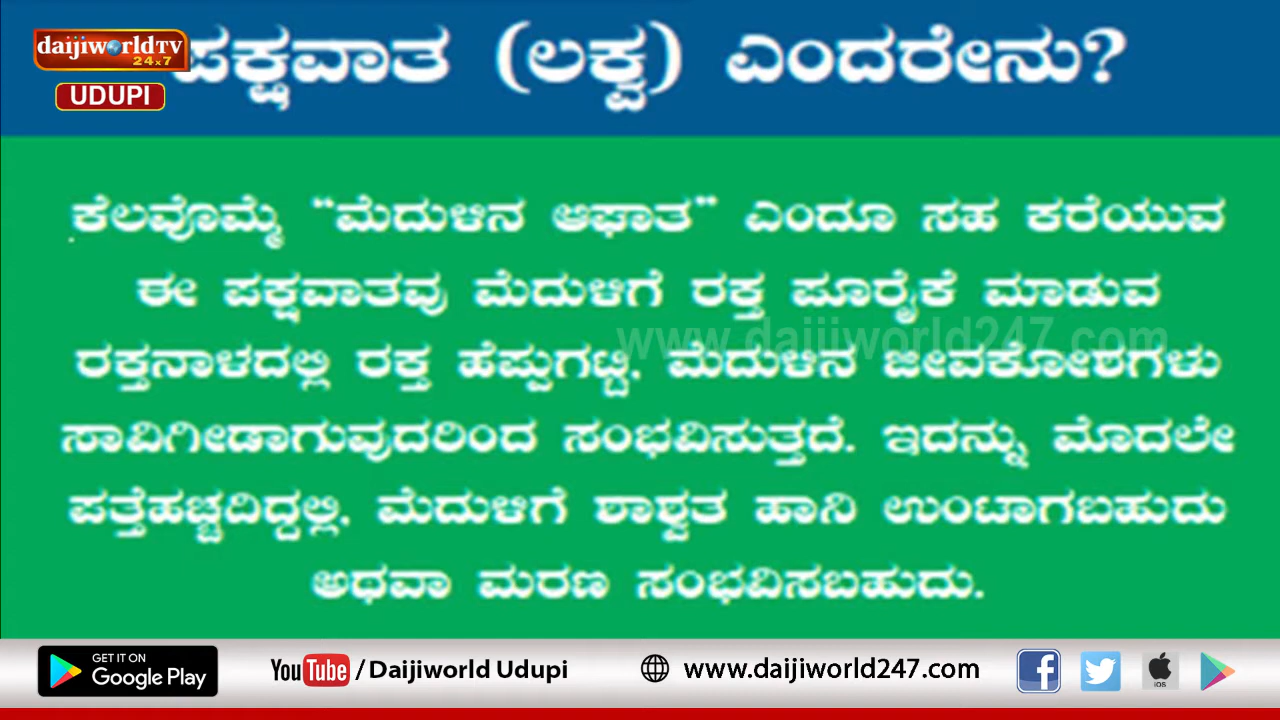 daijiworldTV
24x7
UDUPI
ಪಕ್ಷವಾತ (ಲಕ್ವ) ಎಂದರೇನು?
ಕೆಲವೊಮ್ಮೆ “ಮೆದುಳಿನ ಆಘಾತ” ಎಂದೂ ಸಹ ಕರೆಯುವ
ಈ ಪಕ್ಷವಾತವು ಮೆದುಳಿಗೆ ರಕ್ತ ಪೂರೈಕೆ ಮಾಡುವ
www.daijiworld247.com
ರಕ್ತನಾಳದಲ್ಲಿ ರಕ್ತ ಹೆಪ್ಪುಗಟ್ಟಿ, ಮೆದುಳಿನ ಜೀವಕೋಶಗಳು
ಸಾವಿಗೀಡಾಗುವುದರಿಂದ ಸಂಭವಿಸುತ್ತದೆ. ಇದನ್ನು ಮೊದಲೇ
ಪತ್ತೆಹಚ್ಚದಿದ್ದಲ್ಲಿ, ಮೆದುಳಿಗೆ ಶಾಶ್ವತ ಹಾನಿ ಉಂಟಾಗಬಹುದು
ಅಥವಾ ಮರಣ ಸಂಭವಿಸಬಹುದು.
GET IT ON
Google Play
YouTube /Daijiworld Udupi
www.daijiworld247.com
iOS